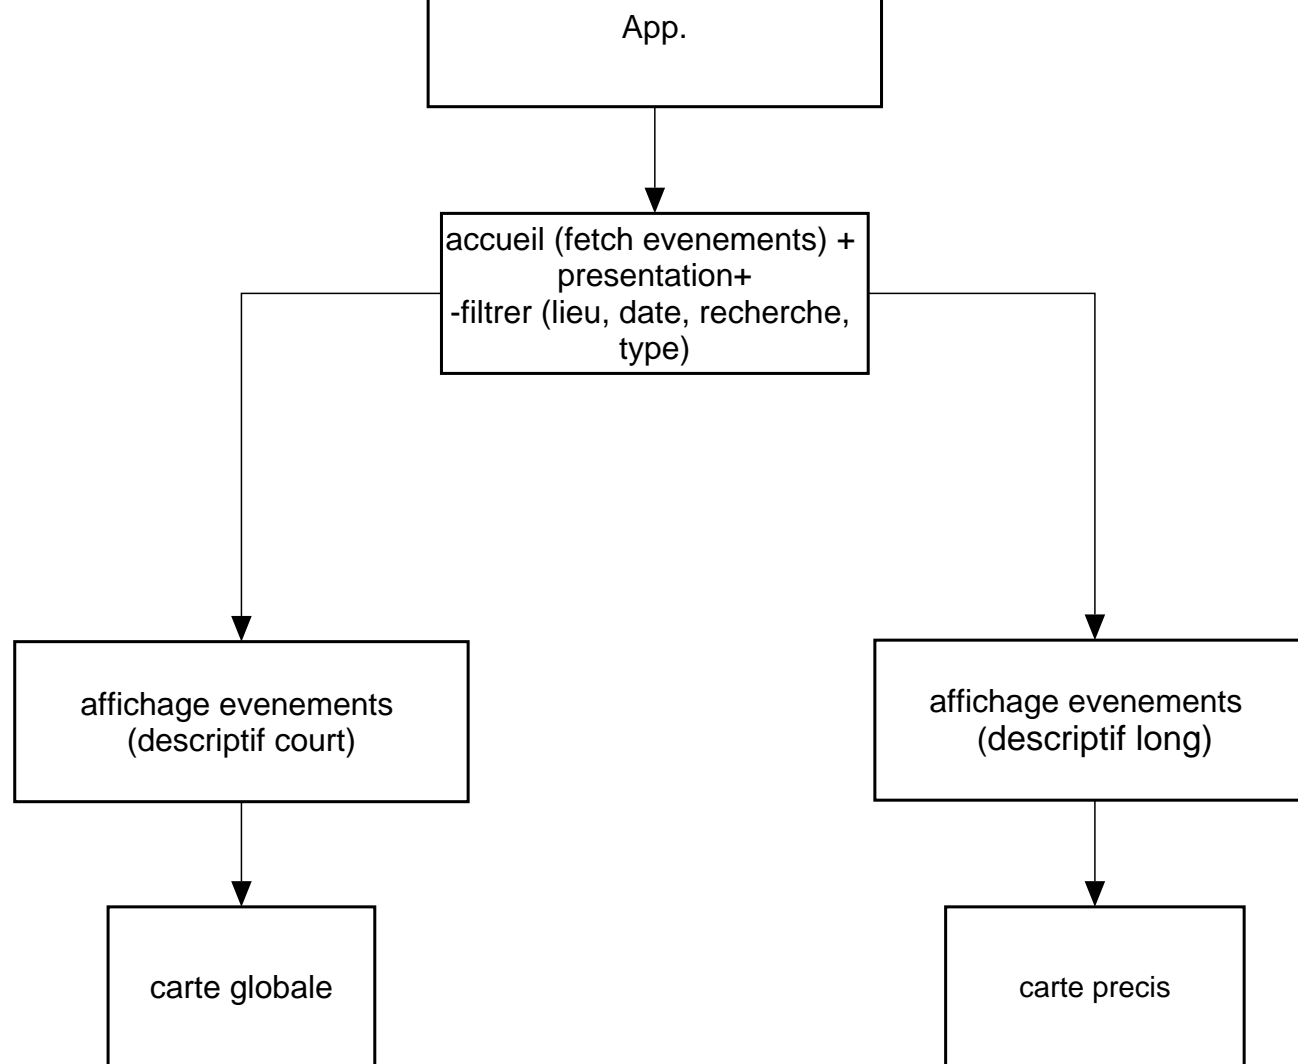 App.
accueil (fetch evenements) +
presentation+
-filtrer (lieu, date, recherche,
type)
affichage evenements
(descriptif court)
affichage evenements
(descriptif long)
carte globale
carte precis